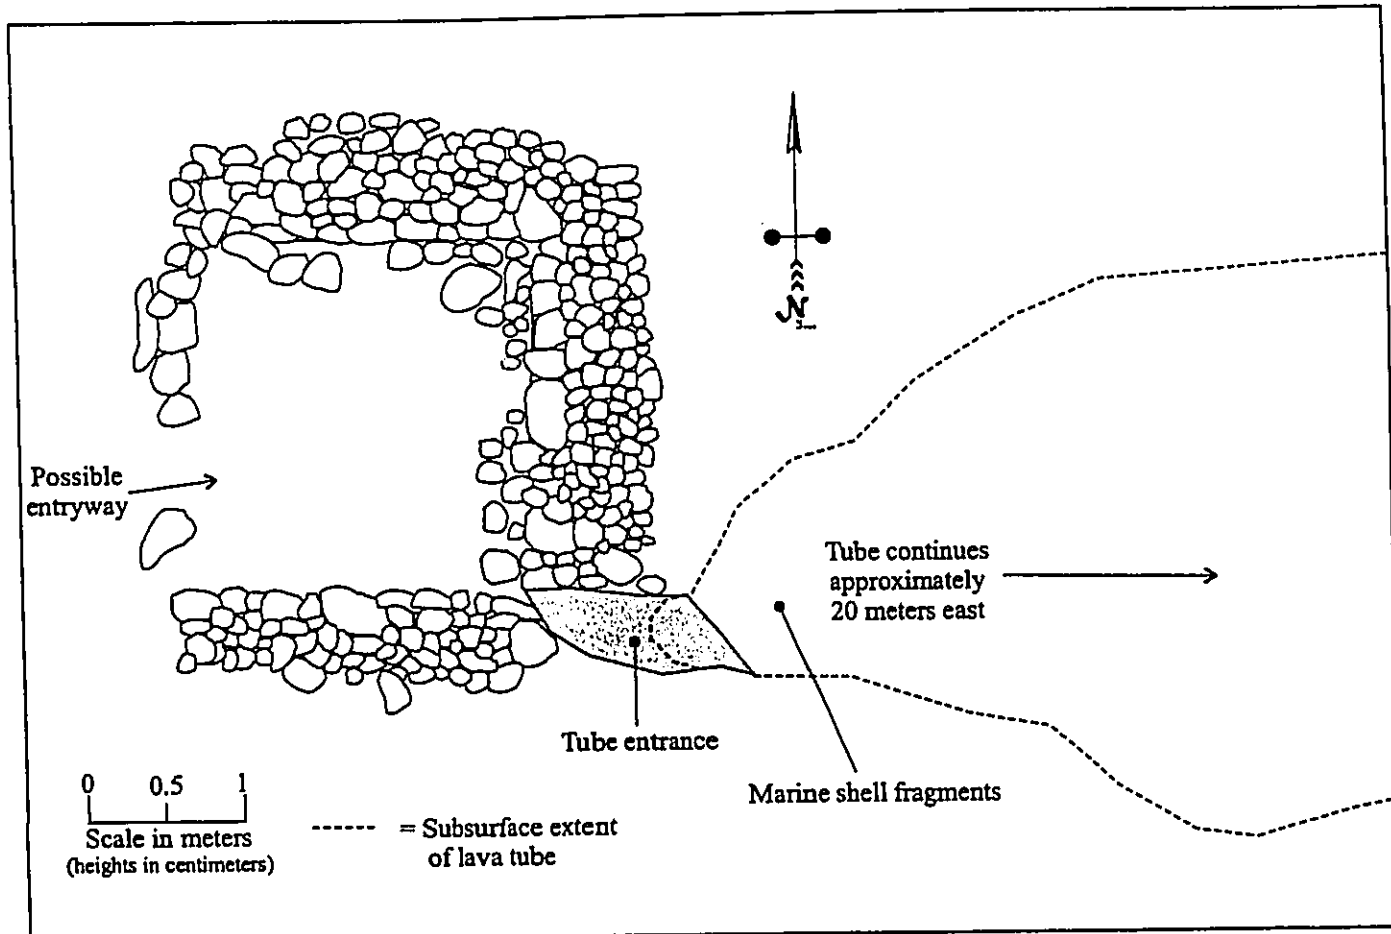 N
Possible
entryway
Tube continues
approximately
20 meters east
Tube entrance
Marine shell fragments
0 0.5 1
Scale in meters
(heights in centimeters)
= Subsurface extent
of lava tube